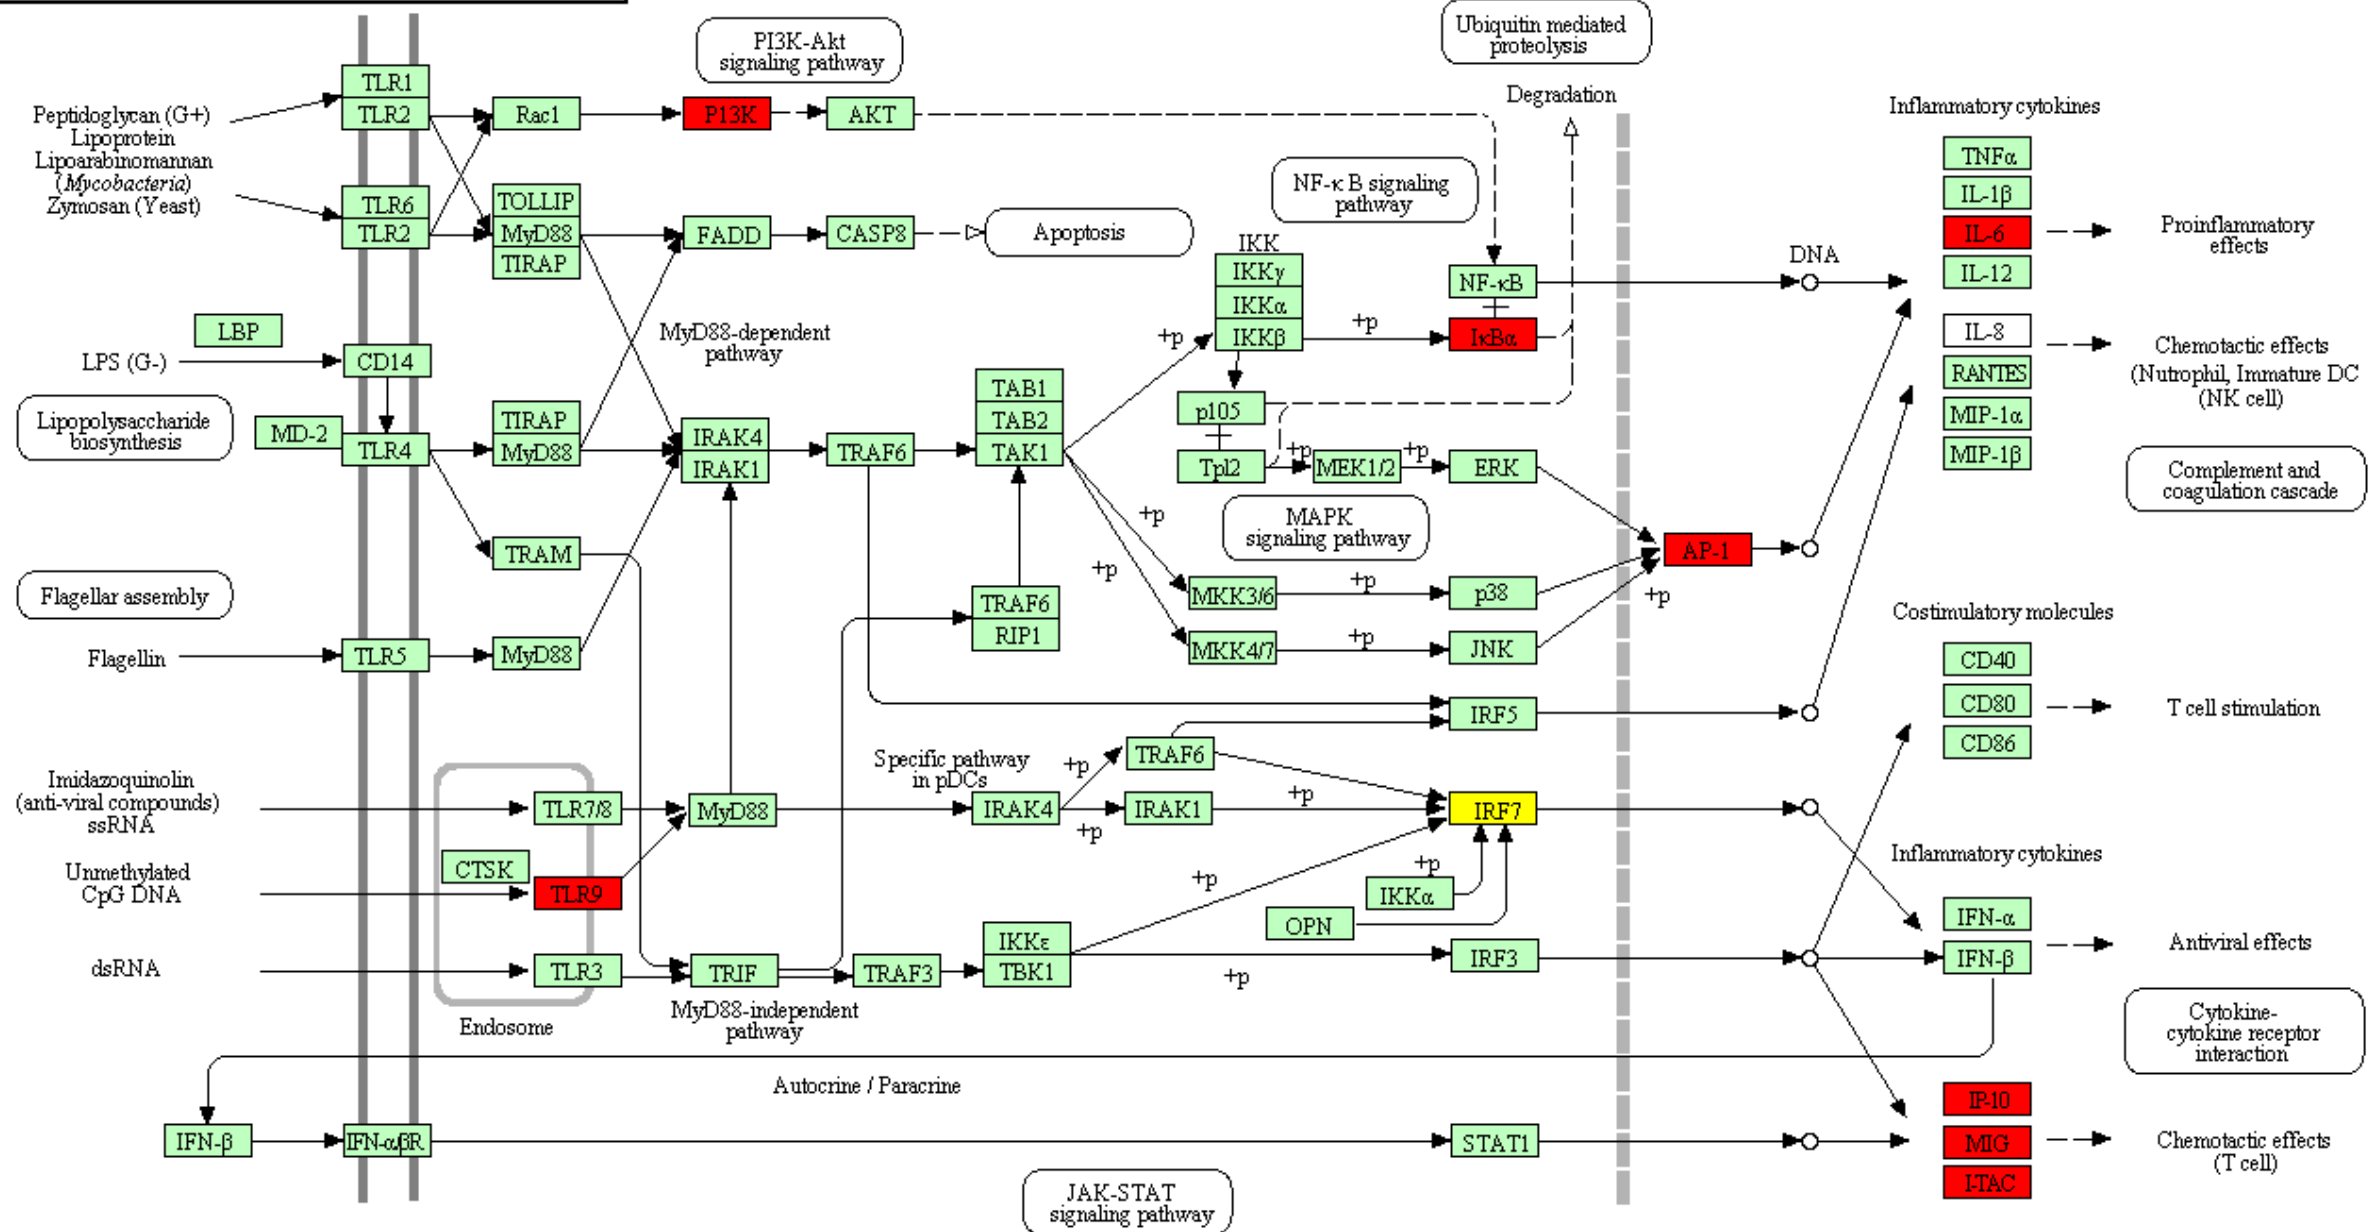 PI3K-Akt
signaling pathway
Ubiquitin mediated
proteolysis
Degradation
TLR1
TLR2
Peptidoglycan (G+)
Lipoprotein
Lipoarabinomannan
(Mycobacteria)
Zymosan (Yeast)
TLR6
TLR2
Rac1
P13K
AKT
TOLLIP
MyD88
TIRAP
FADD
CASP8
Apoptosis
NF-κB signaling
pathway
IKK
IKKγ
IKKα
IKKβ
NF-κB
IκBα
+p
+p
DNA
Inflammatory cytokines
TNFα
IL-1β
IL-6
IL-12
Proinflammatory
effects
IL-8
RANTES
MIP-1α
MIP-1β
Chemotactic effects
(Nutrophil, Immature DC
(NK cell)
Complement and
coagulation cascade
LBP
LPS (G-)
CD14
MyD88-dependent
pathway
Lipopolysaccharide
biosynthesis
MD-2
TLR4
TIRAP
MyD88
IRAK4
IRAK1
TRAF6
TAB1
TAB2
TAK1
p105
Tpl2
+p
MEK1/2
+p
ERK
MAPK
signaling pathway
+p
+p
AP-1
TRAM
Flagellar assembly
TRAF6
RIP1
MKK3/6
+p
p38
+p
MKK4/7
+p
JNK
Flagellin
TLR5
MyD88
Costimulatory molecules
CD40
CD80
CD86
T cell stimulation
IRF5
Specific pathway
in pDCs
TRAF6
+p
Imidazoquinolin
(anti-viral compounds)
ssRNA
TLR7/8
MyD88
IRAK4
+p
IRAK1
+p
IRF7
Unmethylated
CpG DNA
CTSK
TLR9
+p
IKKα
OPN
+p
Inflammatory cytokines
IFN-α
IFN-β
Antiviral effects
dsRNA
TLR3
TRIF
TRAF3
IKKε
TBK1
+p
IRF3
Endosome
MyD88-independent
pathway
Cytokine-
cytokine receptor
interaction
Autocrine / Paracrine
IFN-β
IFN-α/βR
STAT1
IP-10
MIG
I-TAC
Chemotactic effects
(T cell)
JAK-STAT
signaling pathway